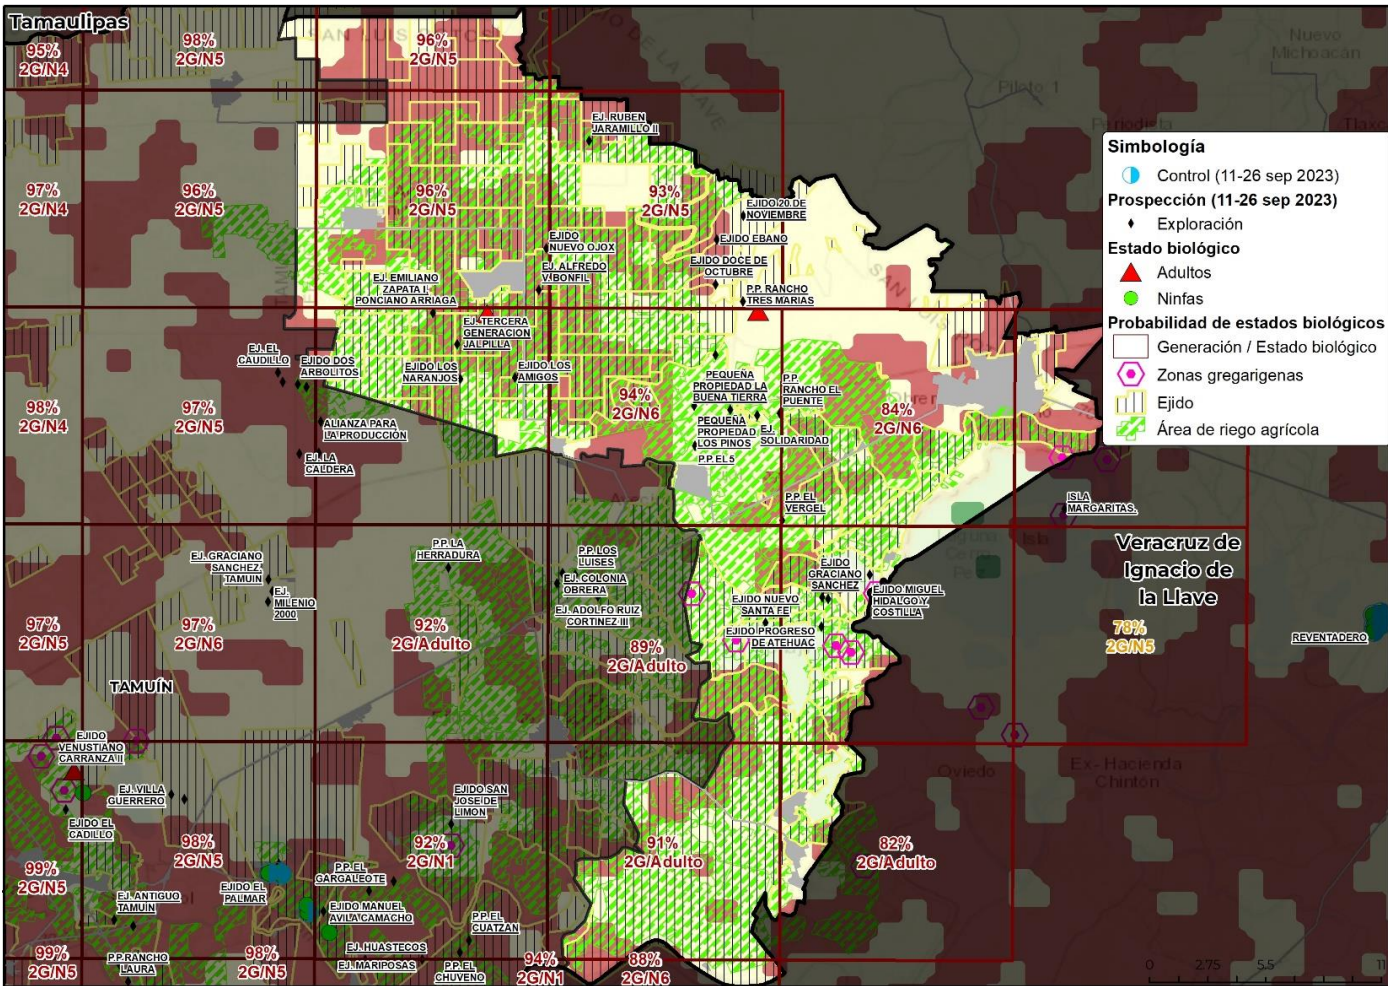 Tamaulipas
95%
2G/N4
98%
2G/N5
96%
2G/N5
Nuevo
Michoacán
Piloto 1
EJ. RUBEN
JARAMILLO II
Simbología
Control (11-26 sep 2023)
Prospección (11-26 sep 2023)
Exploración
Estado biológico
Adultos
Ninfas
Probabilidad de estados biológicos
Generación / Estado biológico
Zonas gregarigenas
Ejido
Área de riego agrícola
97%
2G/N4
96%
2G/N5
96%
2G/N5
93%
2G/N5
EJIDO 20 DE
NOVIEMBRE
EJIDO
NUEVO OJOX
EJIDO EBANO
EJ. ALFREDO
V.BONFIL
EJIDO DOCE DE
OCTUBRE
EJ. EMILIANO
ZAPATA I,
PONCIANO ARRIAGA
P.P. RANCHO
TRES MARIAS
EJ. TERCERA
GENERACION
JALPILLA
EJ. EL
CAUDILLO
EJIDO DOS
ARBOLITOS
EJIDO LOS
NARANJOS
EJIDO LOS
AMIGOS
PEQUEÑA
PROPIEDAD LA
BUENA TIERRA
P.P.
RANCHO EL
PUENTE
98%
2G/N4
97%
2G/N5
94%
2G/N6
84%
2G/N6
ALIANZA PARA
LA PRODUCCIÓN
PEQUEÑA
PROPIEDAD
LOS PINOS
EJ.
SOLIDARIDAD
EJ. LA
CALDERA
P.P. EL 5
P.P. EL
VERGEL
ISLA
MARGARITAS.
Isla
EJ. GRACIANO
SANCHEZ,
TAMUIN
P.P. LA
HERRADURA
P.P. LOS
LUISES
EJ. COLONIA
OBRERA
EJIDO
GRACIANO
SANCHEZ
Veracruz de
Ignacio de
la Llave
EJ.
MILENIO
2000
EJ. ADOLFO RUIZ
CORTINEZ III
EJIDO NUEVO
SANTA FE
EJIDO MIGUEL
HIDALGO Y
COSTILLA
97%
2G/N5
97%
2G/N6
92%
2G/Adulto
89%
2G/Adulto
EJIDO PROGRESO
DE ATEHUAC
78%
2G/N5
REVENTADERO
TAMUÍN
EJIDO
VENUSTIANO
CARRANZA II
Oviedo
Ex- Hacienda
Chintón
EJ. VILLA
GUERRERO
EJIDO SAN
JOSE DE
LIMON
EJIDO EL
CADILLO
98%
2G/N5
92%
2G/N1
91%
2G/Adulto
82%
2G/Adulto
99%
2G/N5
EJIDO EL
PALMAR
P.P. EL
GARGALEOTE
EJ. ANTIGUO
TAMUIN
EJIDO MANUEL
AVILA CAMACHO
P.P. EL
CUATZAN
99%
2G/N5
P.P.RANCHO
LAURA
98%
2G/N5
EJ. HUASTECOS
EJ. MARIPOSAS
P.P. EL
CHUVENO
94%
2G/N1
88%
2G/N6
0 2.75 5.5 11